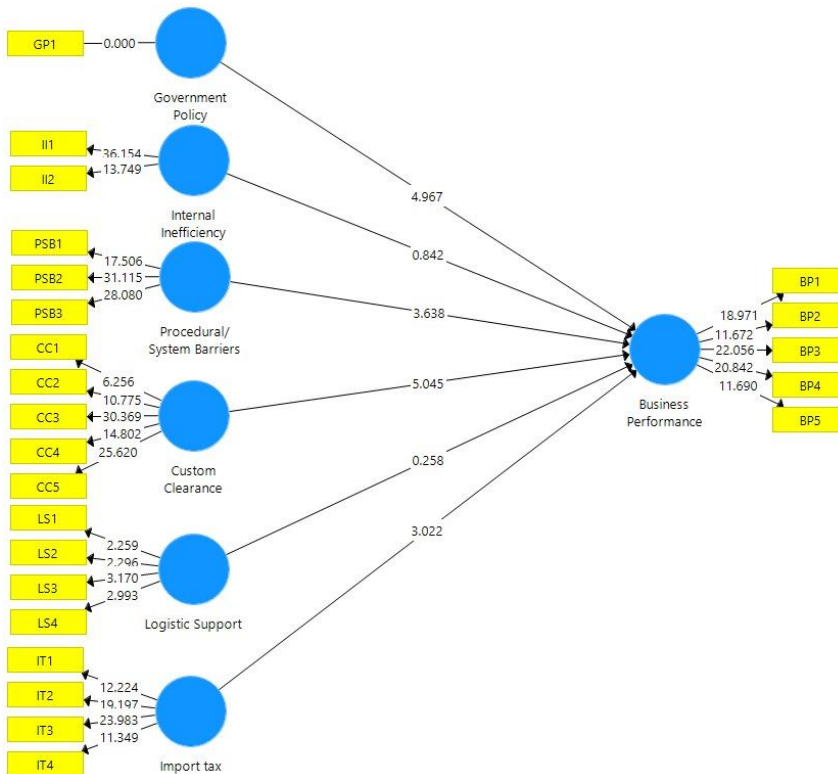 GP1
0.000
Government
Policy
II1
36.154
II2
13.749
Internal
Inefficiency
PSB1
17.506
PSB2
31.115
PSB3
28.080
Procedural/
System Barriers
CC1
6.256
CC2
10.775
CC3
30.369
CC4
14.802
CC5
25.620
Custom
Clearance
LS1
2.259
LS2
2.296
LS3
3.170
LS4
2.993
Logistic Support
IT1
12.224
IT2
19.197
IT3
23.983
IT4
11.349
Import tax
4.967
0.842
3.638
5.045
0.258
3.022
Business
Performance
18.971
BP1
11.672
BP2
22.056
BP3
20.842
BP4
11.690
BP5